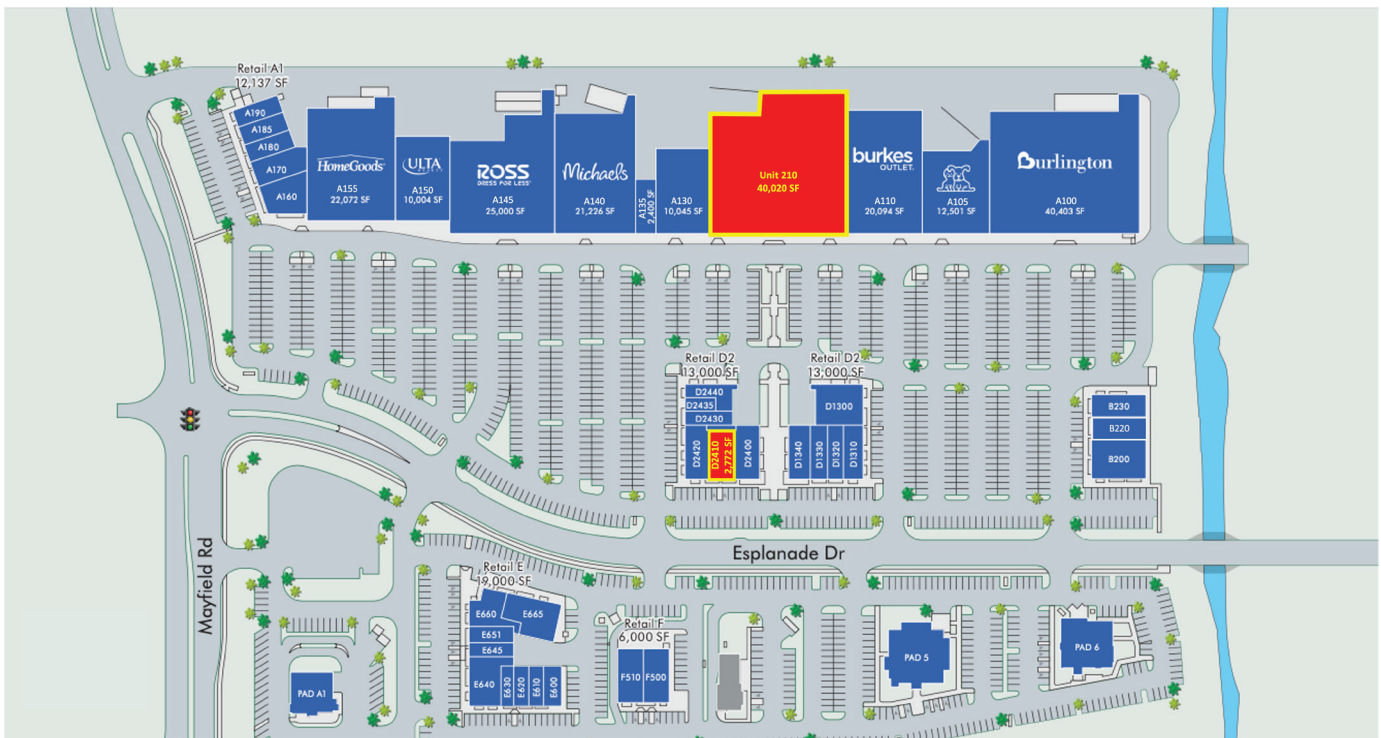 Retail A1
12,137 SF
A190
A185
A180
A170
A160
HomeGoods
A155
22,072 SF
ULTA
A150
10,004 SF
ROSS
DRESS FOR LESS
A145
25,000 SF
Michaels
A140
21,226 SF
A135
2,400 SF
A130
10,045 SF
Unit 210
40,020 SF
burkes
OUTLET.
A110
20,094 SF
A105
12,501 SF
Burlington
A100
40,403 SF
Retail D2
13,000 SF
D2440
D2435
D2430
D2420
D2410
2,772 SF
D2400
Retail D2
13,000 SF
D1300
D1340
D1330
D1320
D1310
B230
B220
B200
Mayfield Rd
Esplanade Dr
Retail E
19,000 SF
E660
E665
E651
E645
E640
E630
E620
E610
E600
Retail F
6,000 SF
F510
F500
PAD A1
PAD 5
PAD 6